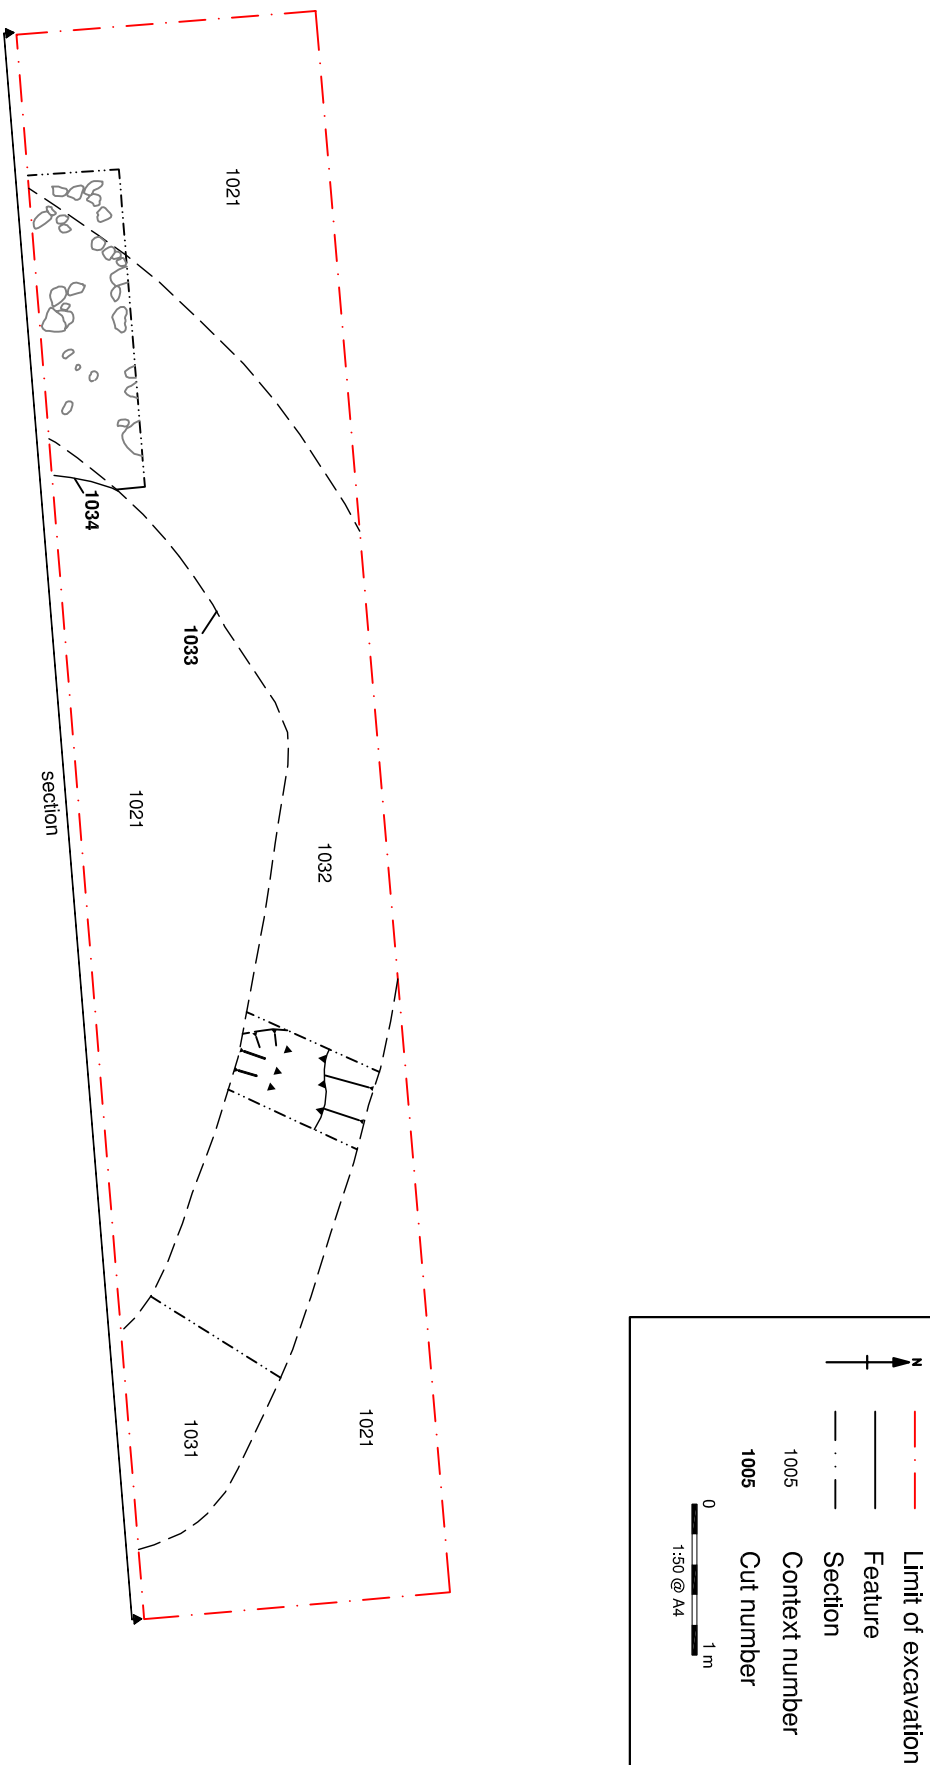 1021
1034
1033
1021
section
1032
1031
1021
N
Limit of excavation
Feature
Section
1005 Context number
1005 Cut number
0 1 m
1:50 @ A4